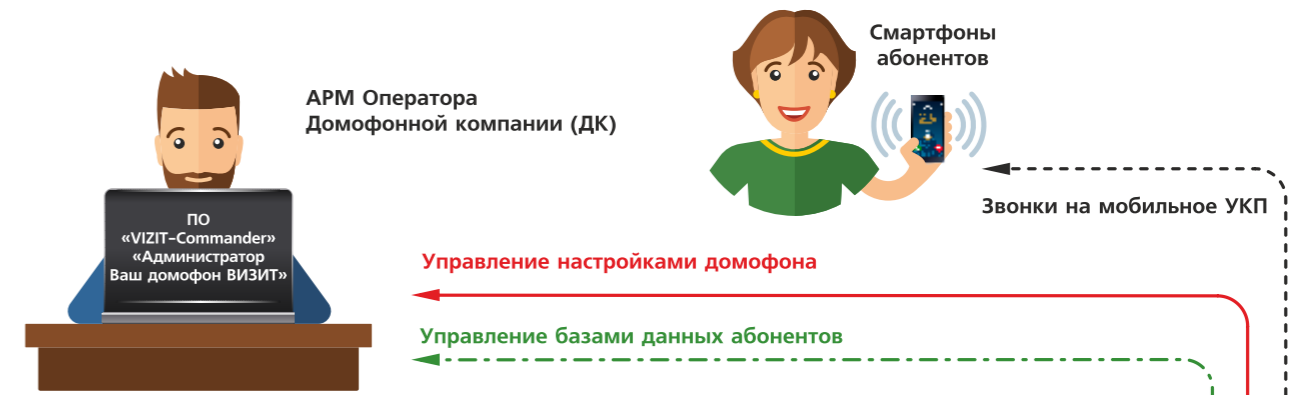 Смартфоны
абонентов
АРМ Оператора
Домофонной компании (ДК)
Звонки на мобильное УКП
ПО
«VIZIT-Commander»
«Администратор
Ваш домофон ВИЗИТ»
Управление настройками домофона
Управление базами данных абонентов